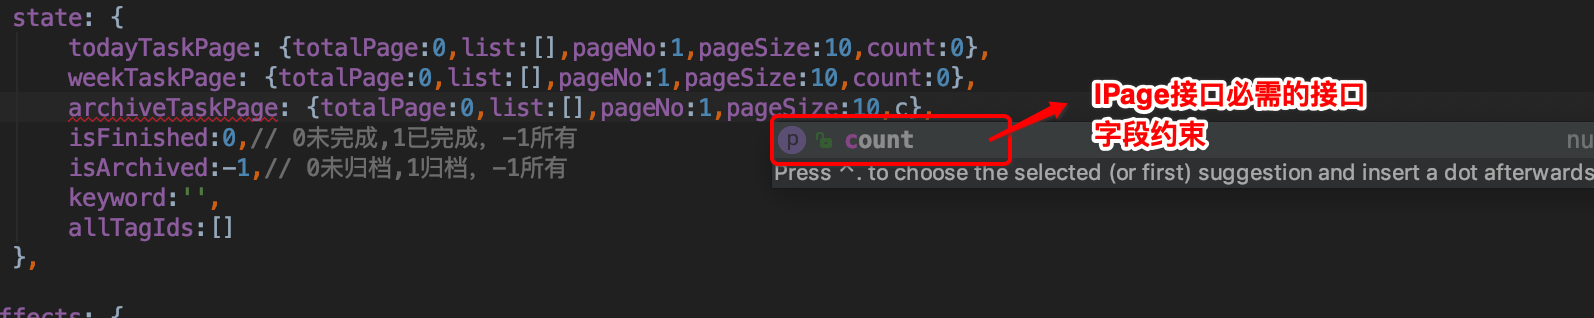 state: {
todayTaskPage: {totalPage:0,list:[],pageNo:1,pageSize:10,count:0},
weekTaskPage: {totalPage:0,list:[],pageNo:1,pageSize:10,count:0},
archiveTaskPage: {totalPage:0,list:[],pageNo:1,pageSize:10,c},
IPage接口必需的接口
字段约束
isFinished:0,// 0未完成,1已完成, -1所有
p count nu
isArchived:-1,// 0未归档,1归档, -1所有
Press ^. to choose the selected (or first) suggestion and insert a dot afterwards
keyword:'',
allTagIds:[]
},
ffects: {